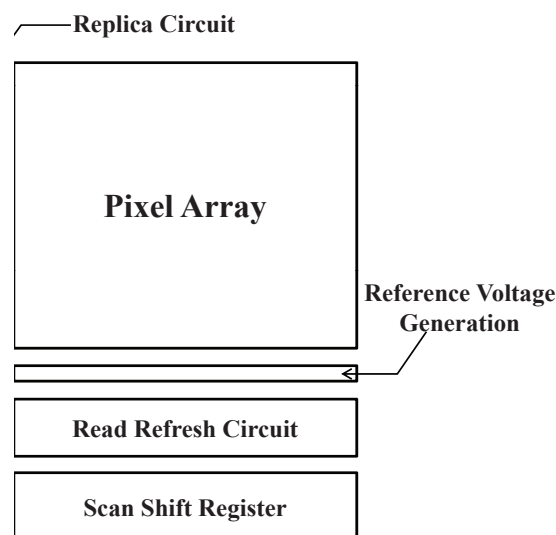 Replica Circuit
Pixel Array
Reference Voltage
Generation
Read Refresh Circuit
Scan Shift Register